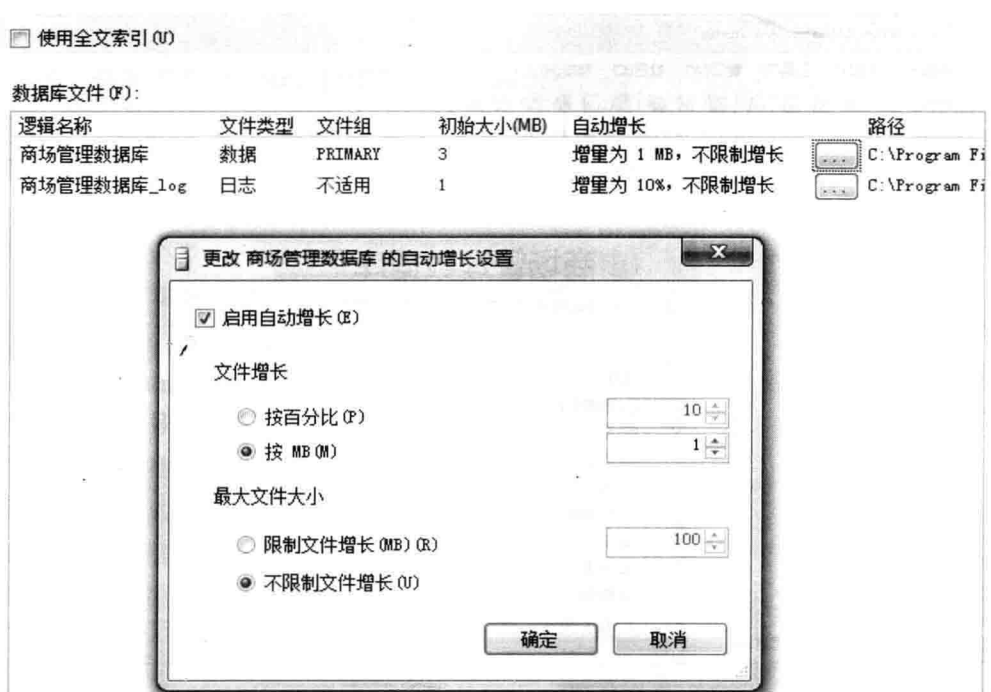 使用全文索引(U)
数据库文件(F):
逻辑名称 文件类型 文件组 初始大小(MB) 自动增长 路径
商场管理数据库 数据 PRIMARY 3 增量为 1 MB，不限制增长 ... C:\Program Fi
商场管理数据库_log 日志 不适用 1 增量为 10%，不限制增长 ... C:\Program Fi
更改 商场管理数据库 的自动增长设置
启用自动增长(E)
文件增长
按百分比(P) 10
按 MB(M) 1
最大文件大小
限制文件增长(MB)(R) 100
不限制文件增长(U)
确定 取消